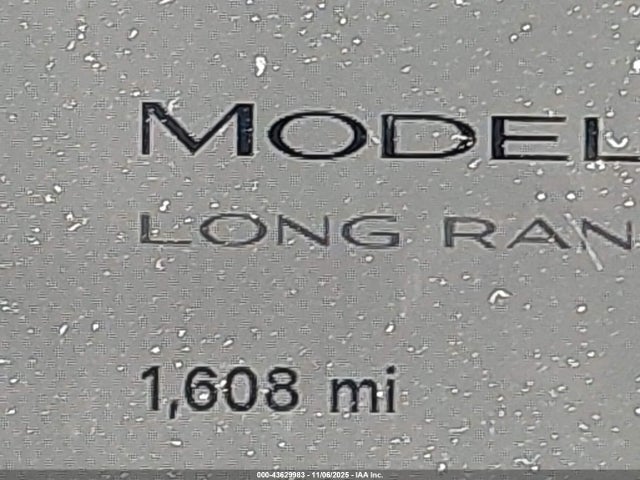 MODEL
LONG RAN
1,608 mi
000-43629983 - 11/06/2025 - IAA Inc.